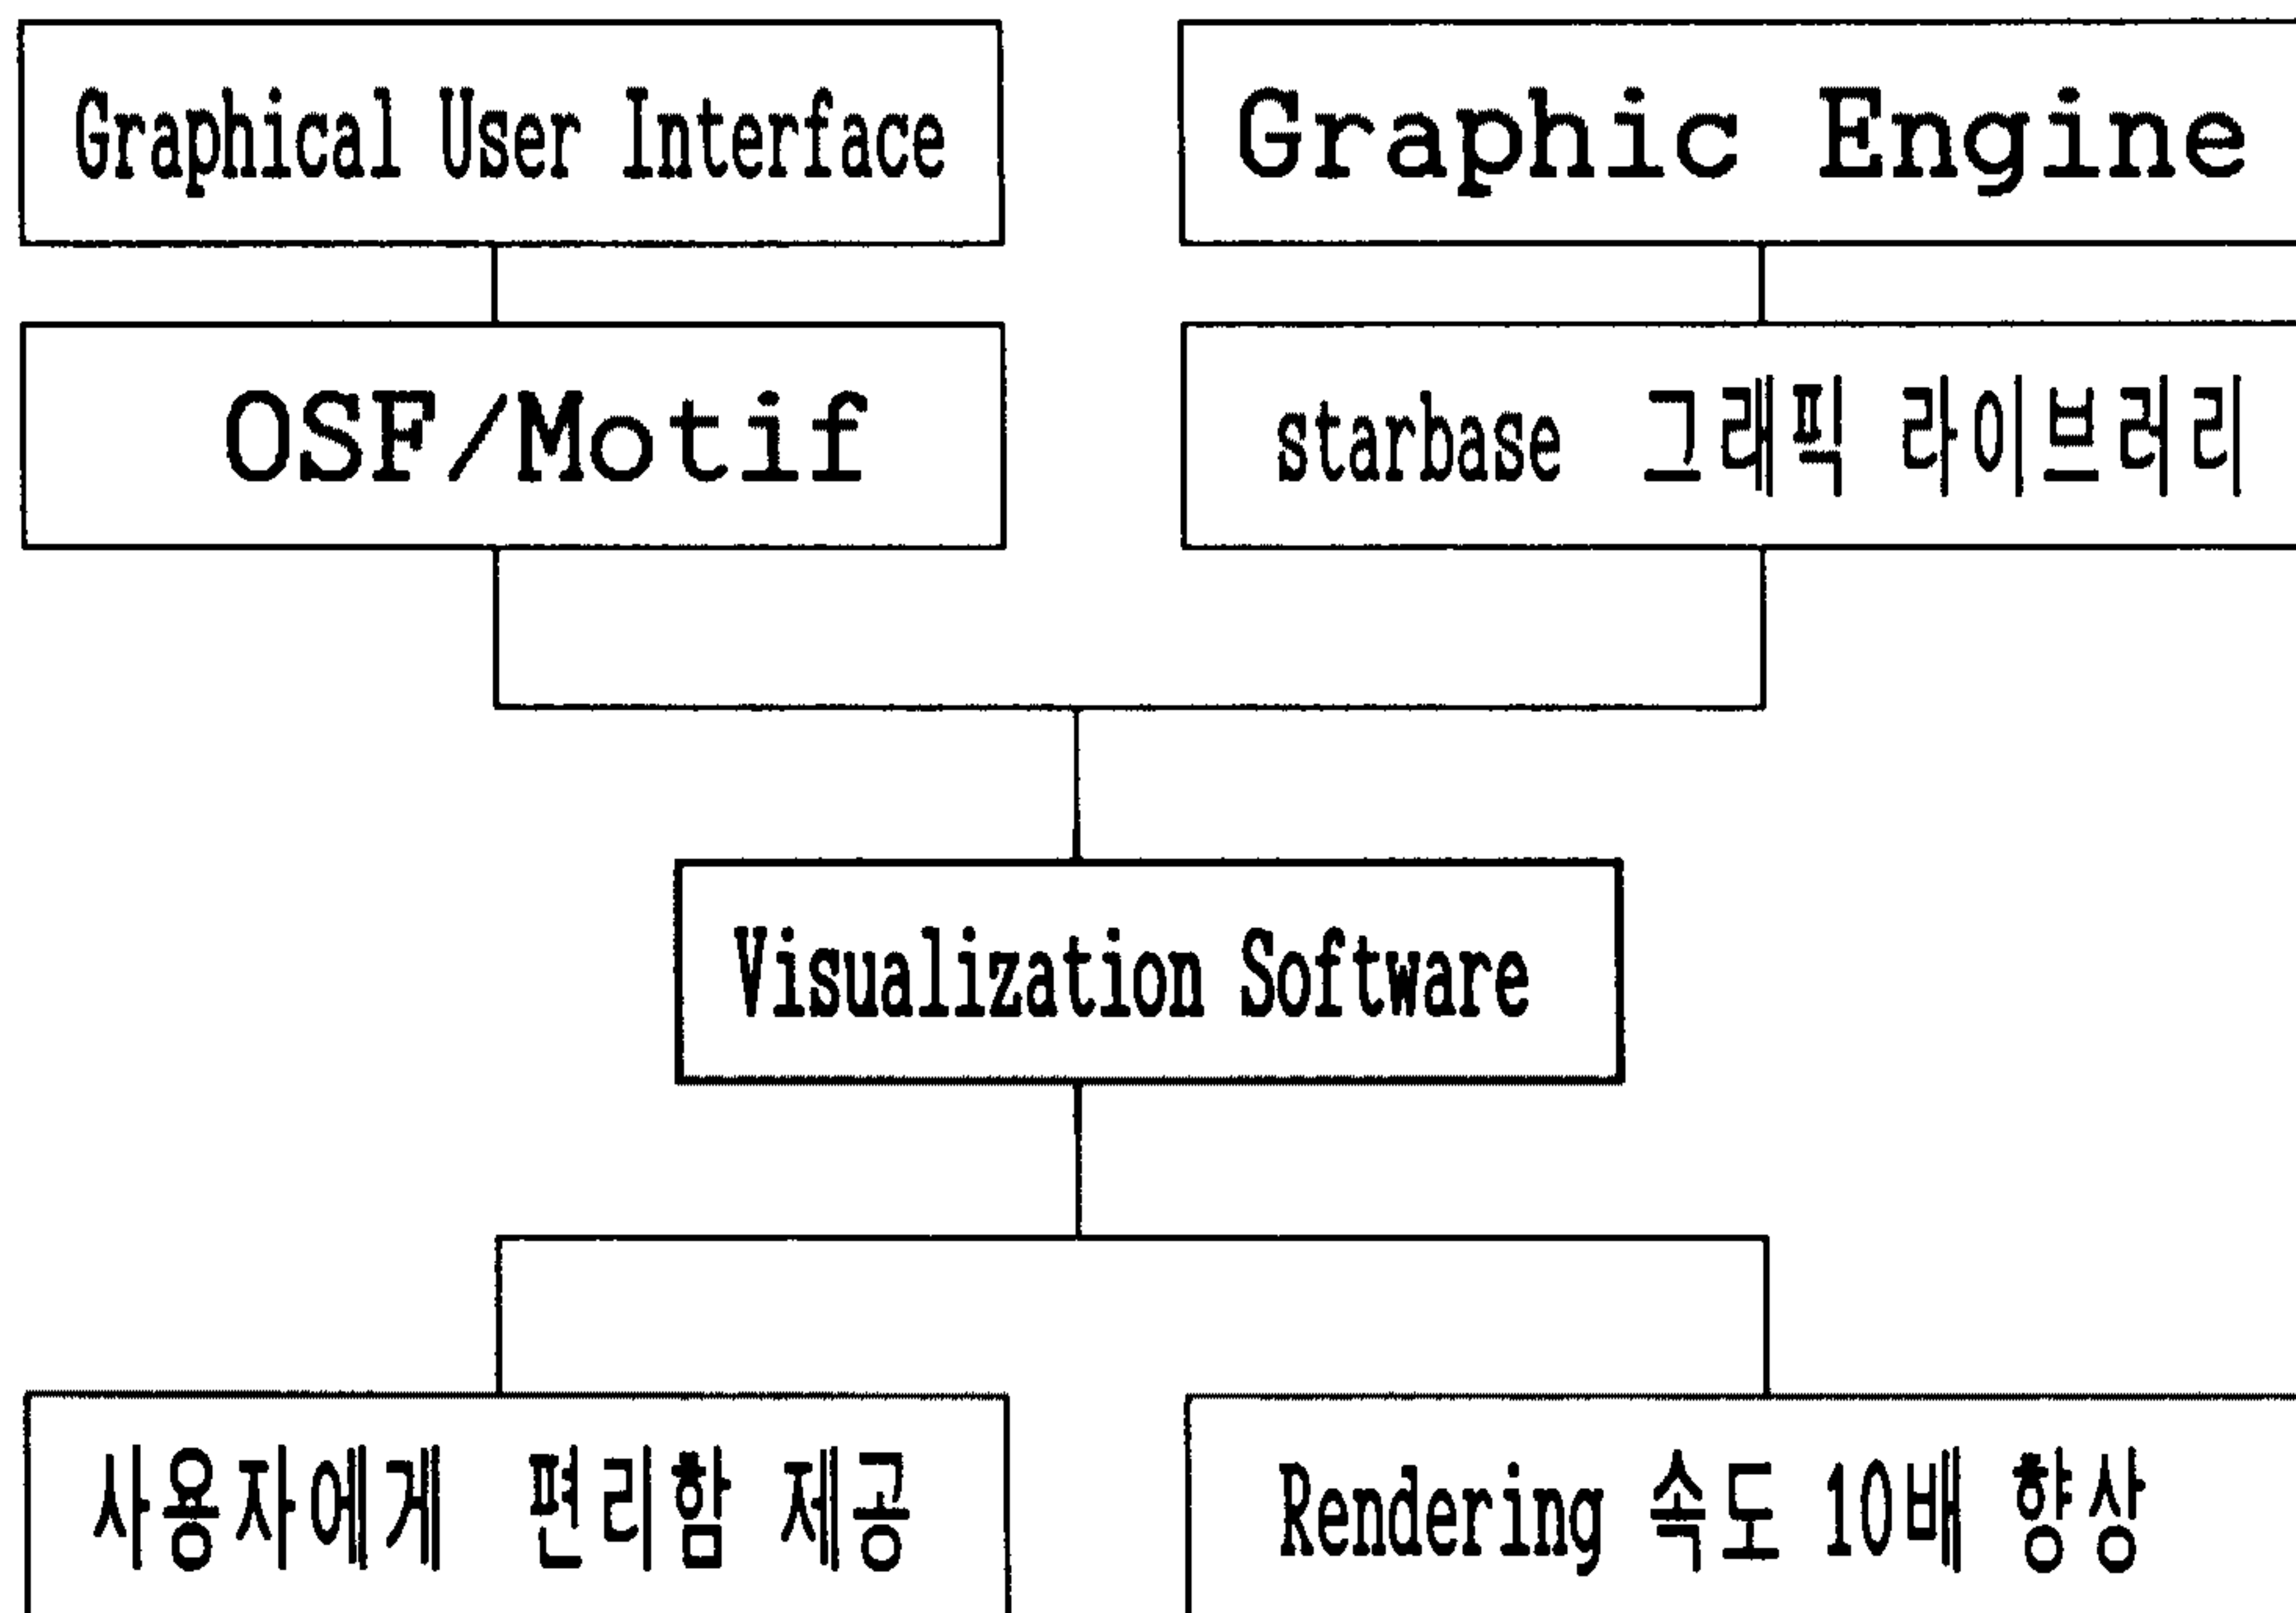 Graphical User Interface
Graphic Engine
OSF/Motif
starbase 그래픽 라이브러리
Visualization Software
사용자에게 편리함 제공
Rendering 속도 10배 향상